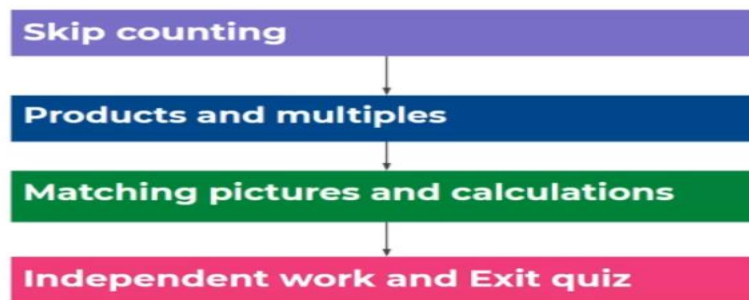 Skip counting
Products and multiples
Matching pictures and calculations
Independent work and Exit quiz